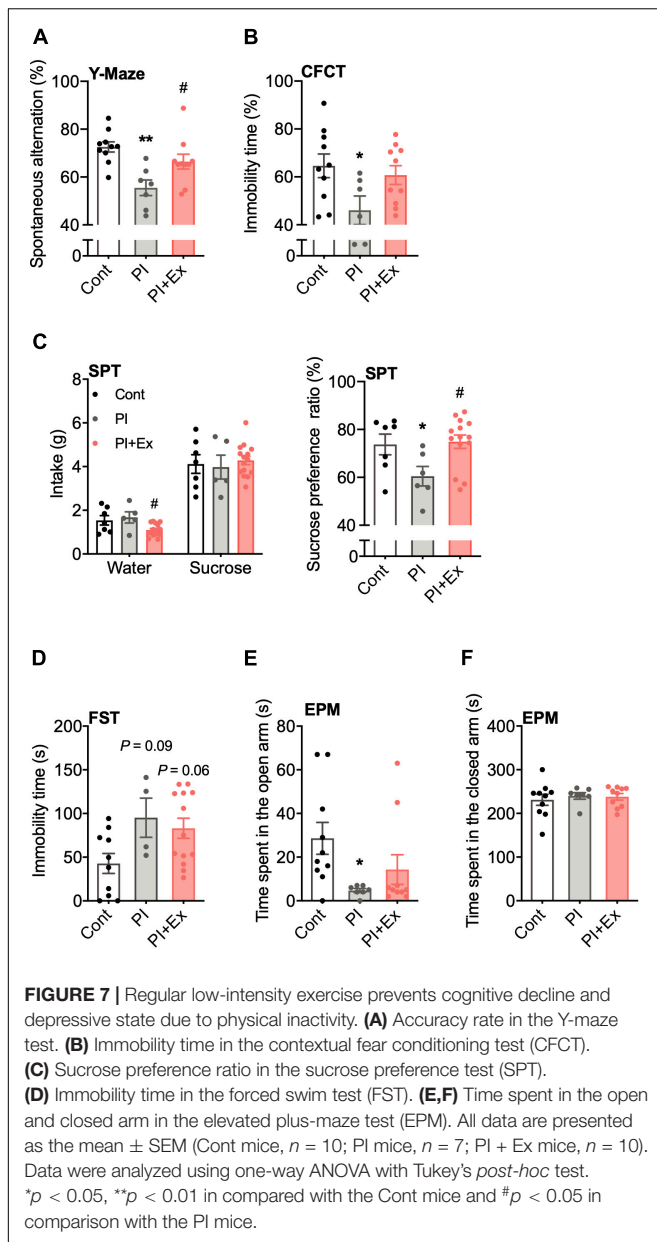 A
B
Y-Maze
Spontaneous alternation (%)
100
80
60
40
0
**
#
Cont
PI
PI+Ex
CFCT
Immobility time (%)
100
80
60
40
0
*
Cont
PI
PI+Ex
C
SPT
Intake (g)
8
6
4
2
0
Cont
PI
PI+Ex
#
Water
Sucrose
SPT
Sucrose preference ratio (%)
100
80
60
40
0
*
#
Cont
PI
PI+Ex
D
E
F
FST
Immobility time (s)
200
150
100
50
0
P = 0.09
P = 0.06
Cont
PI
PI+Ex
EPM
Time spent in the open arm (s)
80
60
40
20
0
*
Cont
PI
PI+Ex
EPM
Time spent in the closed arm (s)
400
300
200
100
0
Cont
PI
PI+Ex
FIGURE 7 | Regular low-intensity exercise prevents cognitive decline and
depressive state due to physical inactivity. (A) Accuracy rate in the Y-maze
test. (B) Immobility time in the contextual fear conditioning test (CFCT).
(C) Sucrose preference ratio in the sucrose preference test (SPT).
(D) Immobility time in the forced swim test (FST). (E,F) Time spent in the open
and closed arm in the elevated plus-maze test (EPM). All data are presented
as the mean ± SEM (Cont mice, n = 10; PI mice, n = 7; PI + Ex mice, n = 10).
Data were analyzed using one-way ANOVA with Tukey's post-hoc test.
*p < 0.05, **p < 0.01 in compared with the Cont mice and #p < 0.05 in
comparison with the PI mice.